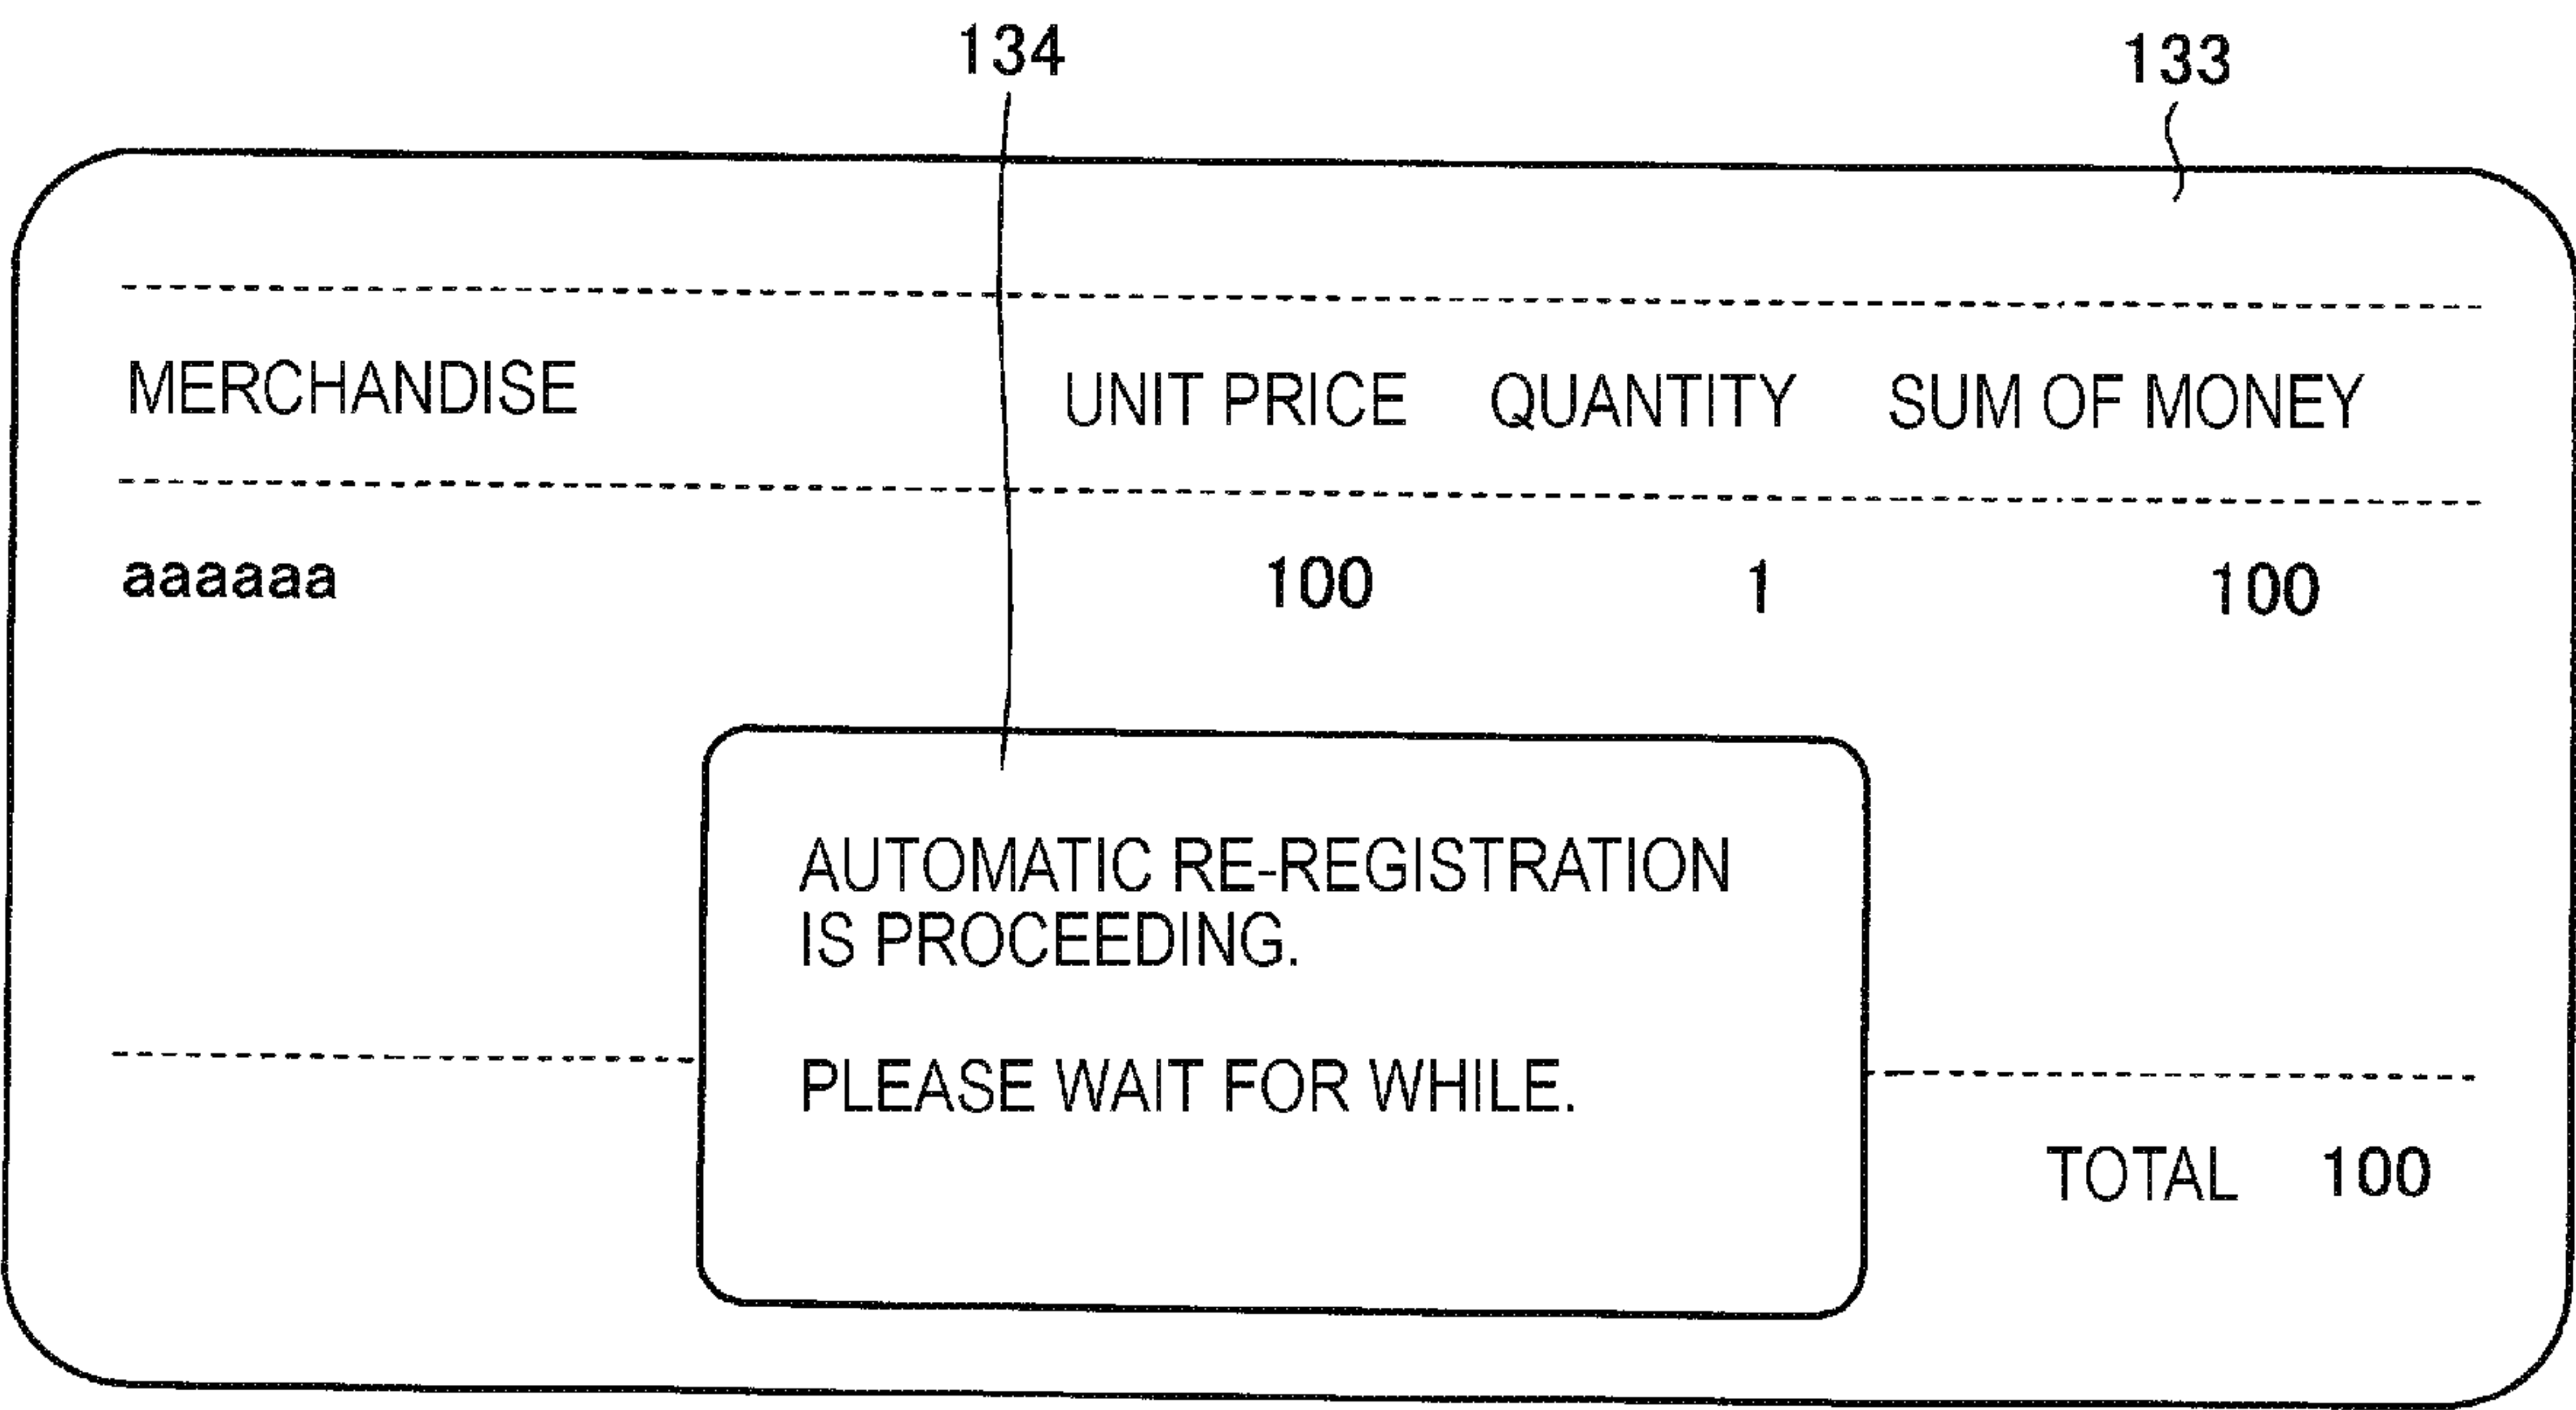 134
133
MERCHANDISE UNIT PRICE QUANTITY SUM OF MONEY
aaaaaa 100 1 100
AUTOMATIC RE-REGISTRATION
IS PROCEEDING.
PLEASE WAIT FOR WHILE.
TOTAL 100